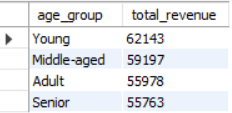 age_group total_revenue
Young 62143
Middle-aged 59197
Adult 55978
Senior 55763